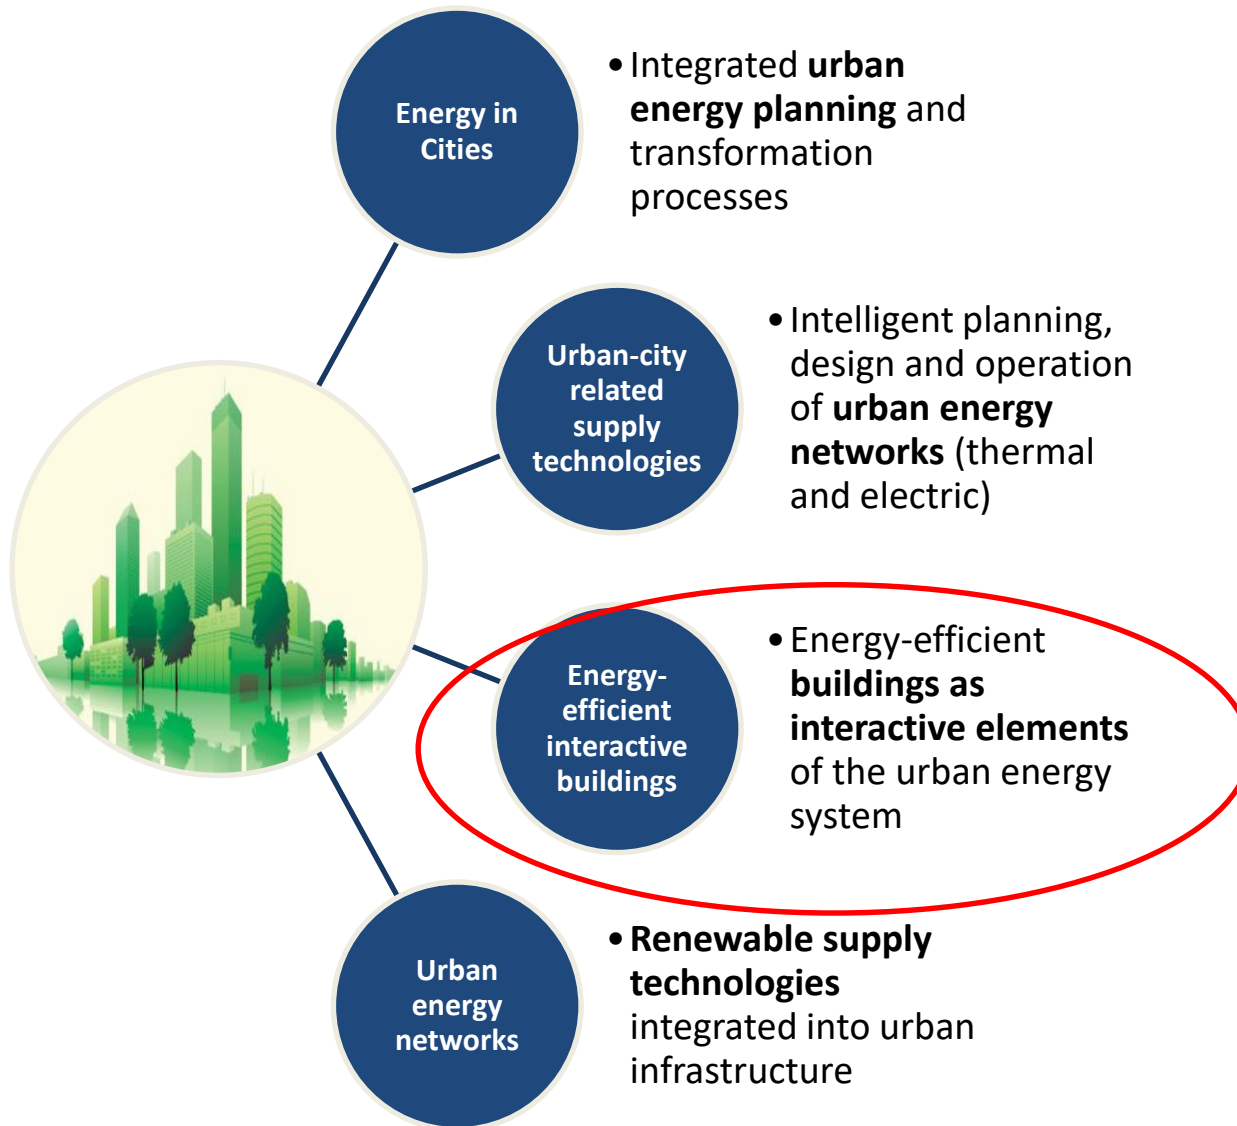 Energy in
Cities
• Integrated urban
energy planning and
transformation
processes
Urban-city
related
supply
technologies
• Intelligent planning,
design and operation
of urban energy
networks (thermal
and electric)
Energy-
efficient
interactive
buildings
• Energy-efficient
buildings as
interactive elements
of the urban energy
system
Urban
energy
networks
• Renewable supply
technologies
integrated into urban
infrastructure